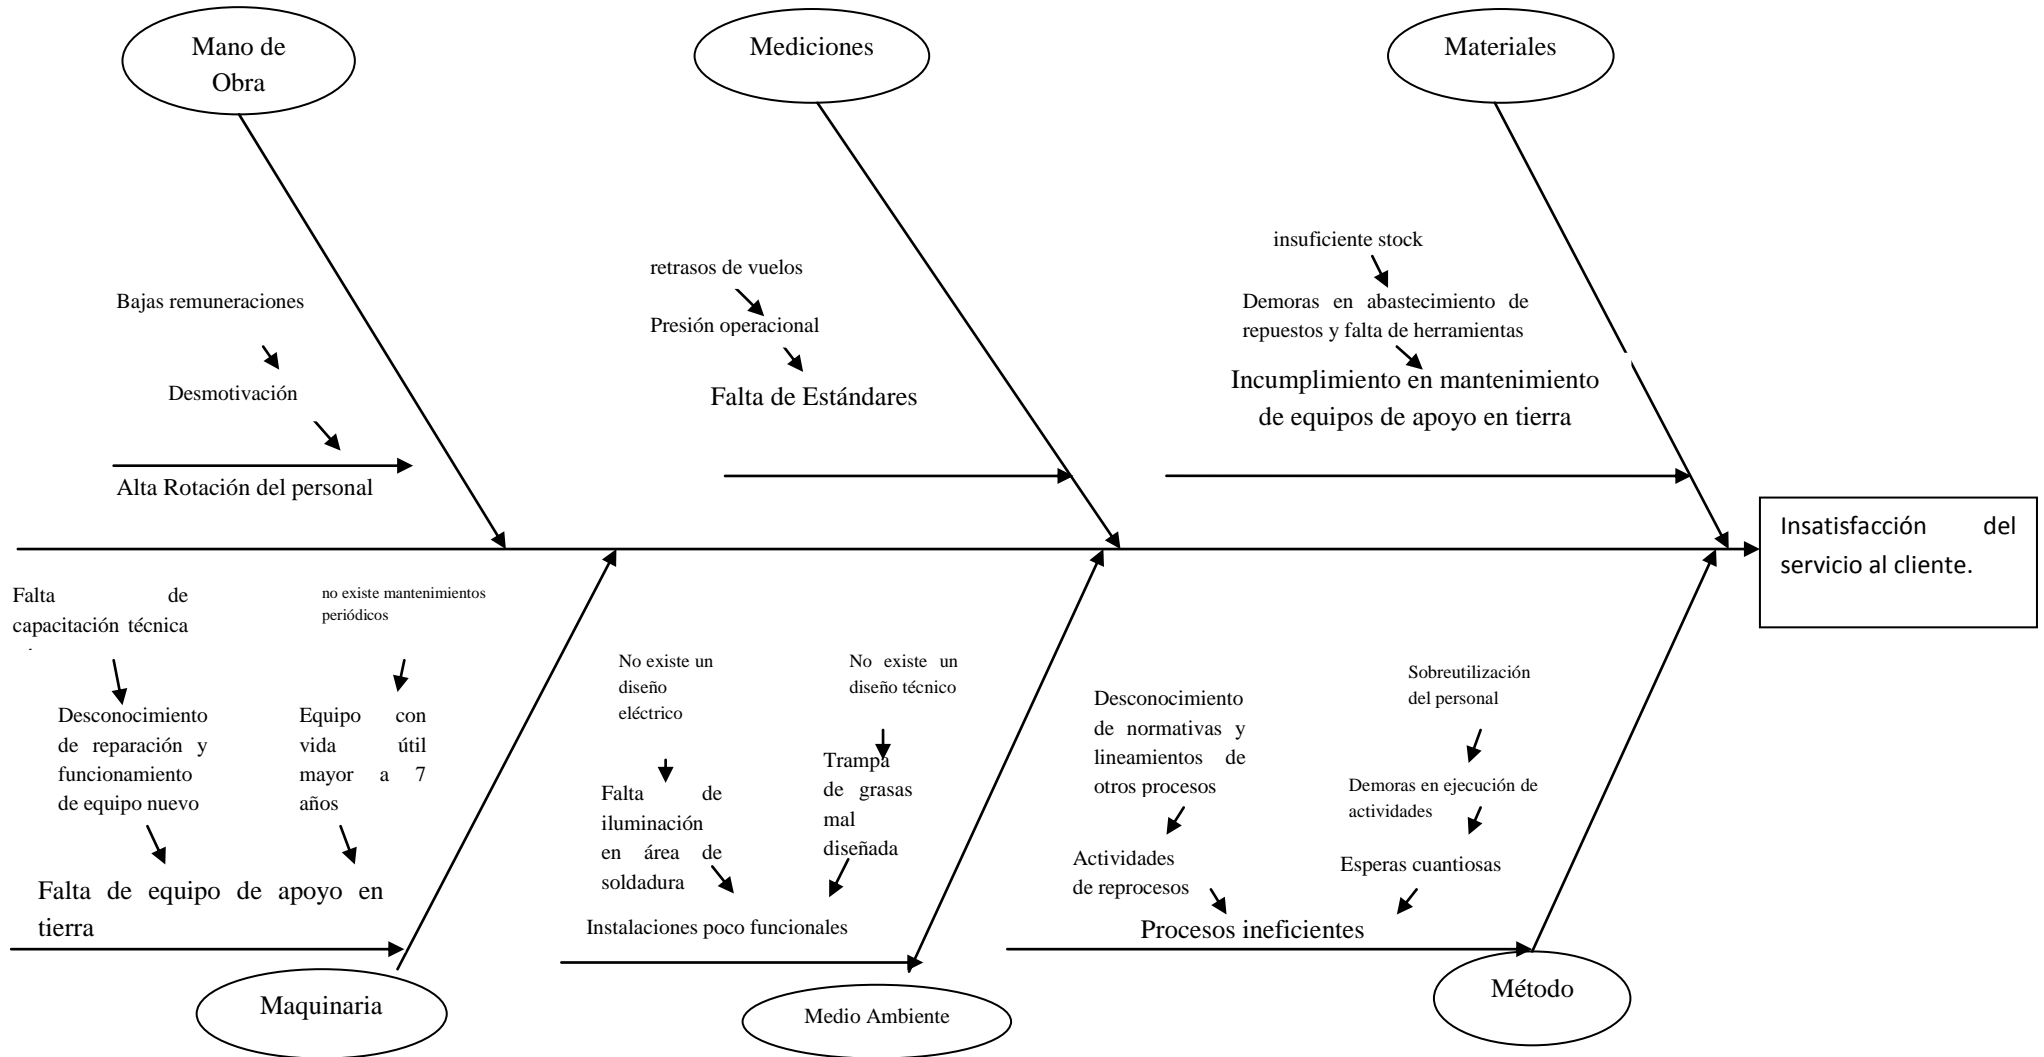 Mano de
Obra
Mediciones
Materiales
Bajas remuneraciones
Desmotivación
Alta Rotación del personal
retrasos de vuelos
Presión operacional
Falta de Estándares
insuficiente stock
Demoras en abastecimiento de
repuestos y falta de herramientas
Incumplimiento en mantenimiento
de equipos de apoyo en tierra
Insatisfacción del
servicio al cliente.
Falta de
capacitación técnica
no existe mantenimientos
periódicos
Desconocimiento
de reparación y
funcionamiento
de equipo nuevo
Equipo con
vida útil
mayor a 7
años
Falta de equipo de apoyo en
tierra
Maquinaria
No existe un
diseño
eléctrico
No existe un
diseño técnico
Falta de
iluminación
en área de
soldadura
Trampa
de grasas
mal
diseñada
Instalaciones poco funcionales
Medio Ambiente
Desconocimiento
de normativas y
lineamientos de
otros procesos
Sobreutilización
del personal
Demoras en ejecución de
actividades
Actividades
de reprocesos
Esperas cuantiosas
Procesos ineficientes
Método